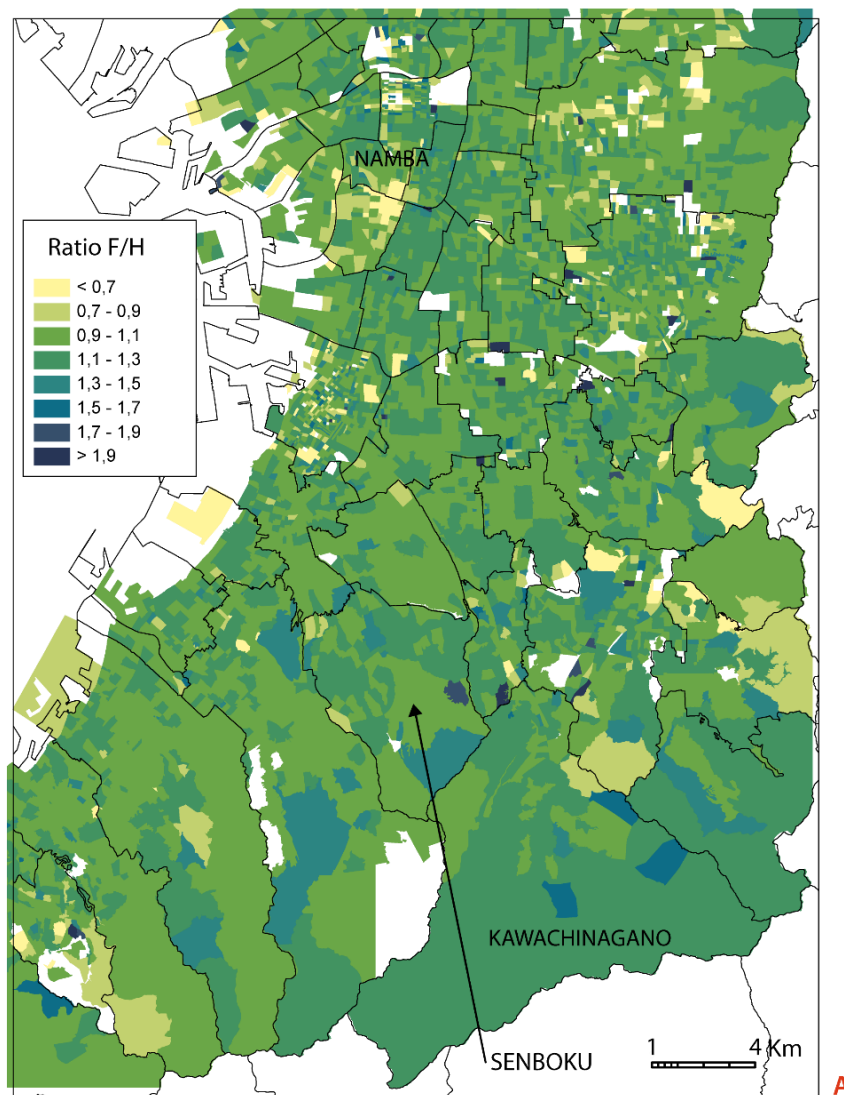 NAMBA
Ratio F/H
< 0,7
0,7 - 0,9
0,9 - 1,1
1,1 - 1,3
1,3 - 1,5
1,5 - 1,7
1,7 - 1,9
> 1,9
KAWACHINAGANO
SENBOKU
1 4 Km
A